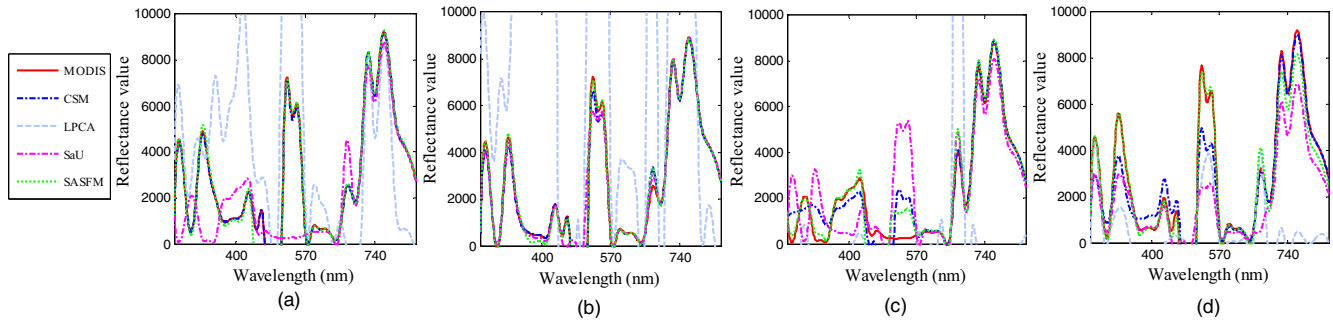 MODIS
CSM
LPCA
SaU
SASFM
Reflectance value
10000
8000
6000
4000
2000
0
400
570
740
Wavelength (nm)
(a)
Reflectance value
10000
8000
6000
4000
2000
0
400
570
740
Wavelength (nm)
(b)
Reflectance value
10000
8000
6000
4000
2000
0
400
570
740
Wavelength (nm)
(c)
Reflectance value
10000
8000
6000
4000
2000
0
400
570
740
Wavelength (nm)
(d)